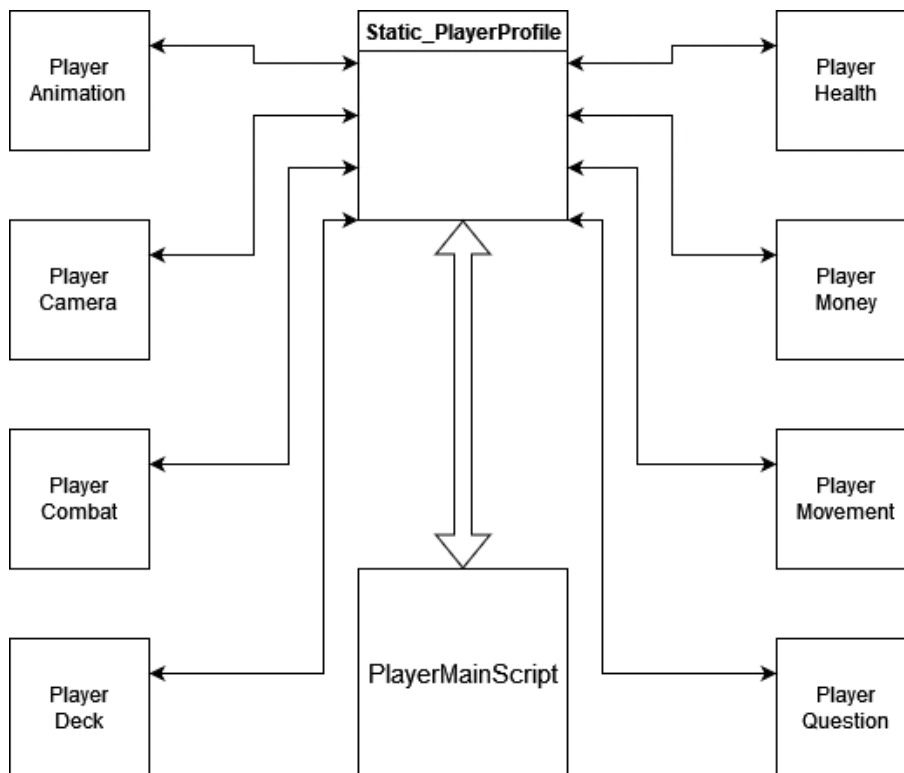 Static_PlayerProfile
Player
Animation
Player
Health
Player
Camera
Player
Money
Player
Combat
Player
Movement
PlayerMainScript
Player
Deck
Player
Question